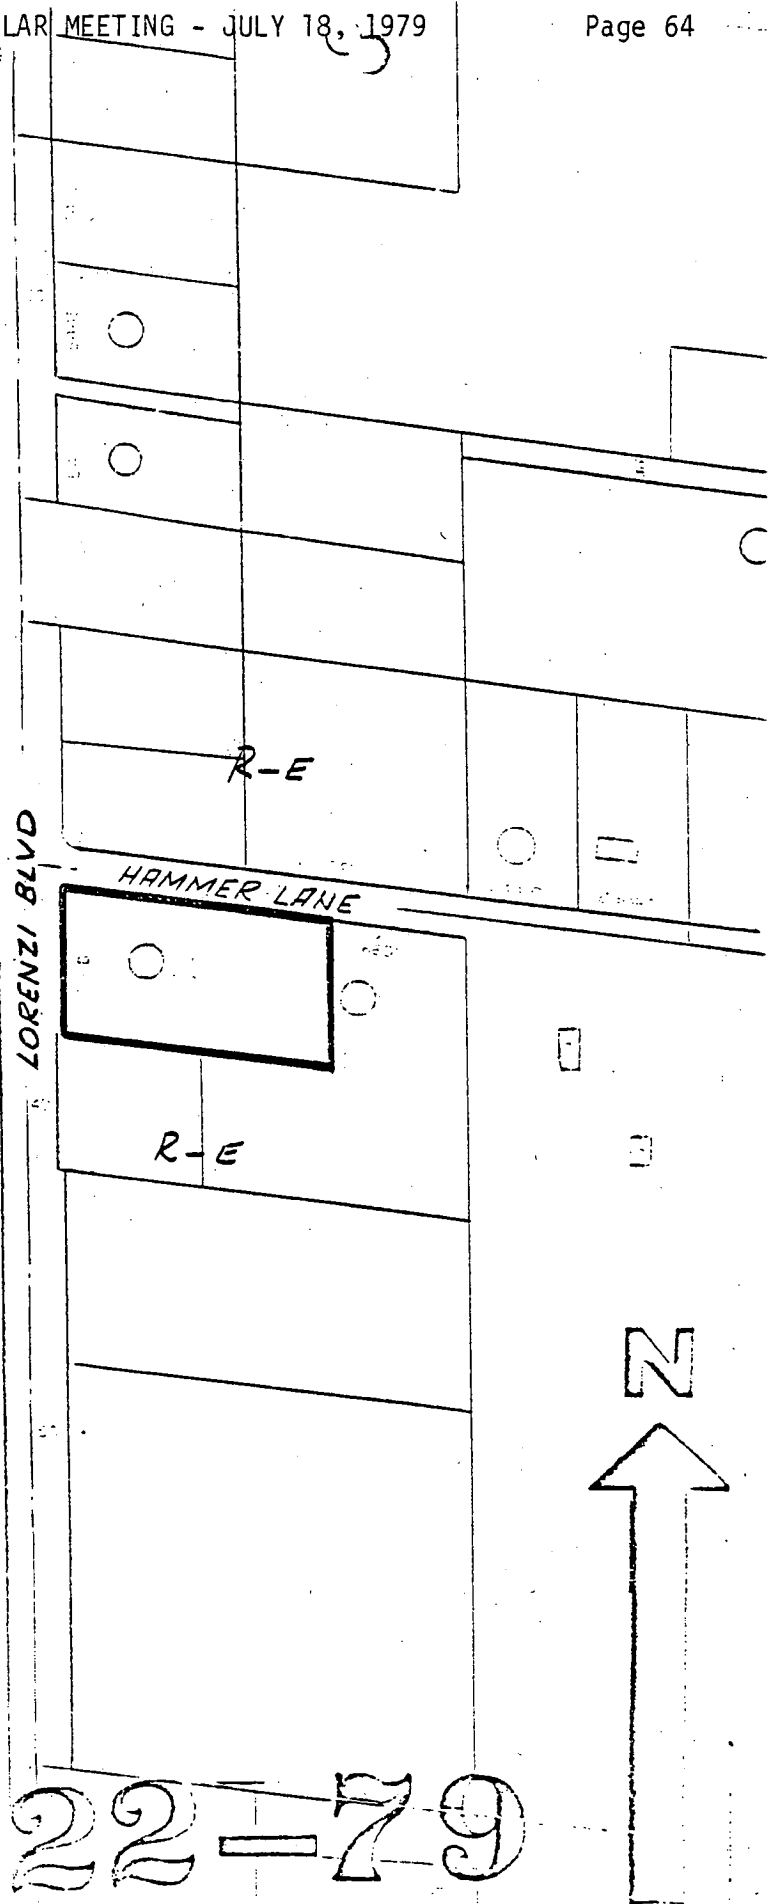 LAR MEETING - JULY 18, 1979 Page 64
R-E
HAMMER LANE
LORENZI BLVD
R-E
N
22-79